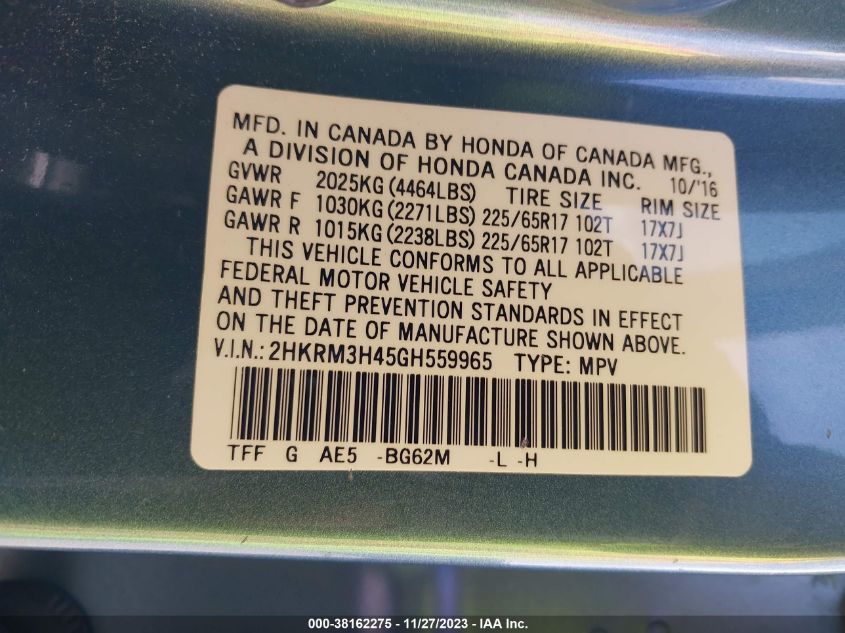 MFD. IN CANADA BY HONDA OF CANADA MFG.,
A DIVISION OF HONDA CANADA INC. 10/'16
GVWR 2025KG (4464LBS) TIRE SIZE RIM SIZE
GAWR F 1030KG (2271LBS) 225/65R17 102T 17X7J
GAWR R 1015KG (2238LBS) 225/65R17 102T 17X7J
THIS VEHICLE CONFORMS TO ALL APPLICABLE
FEDERAL MOTOR VEHICLE SAFETY
AND THEFT PREVENTION STANDARDS IN EFFECT
ON THE DATE OF MANUFACTURE SHOWN ABOVE.
V.I.N.: 2HKRM3H45GH559965 TYPE: MPV
TFF G AE5 -BG62M -L -H
000-38162275 - 11/27/2023 - IAA Inc.